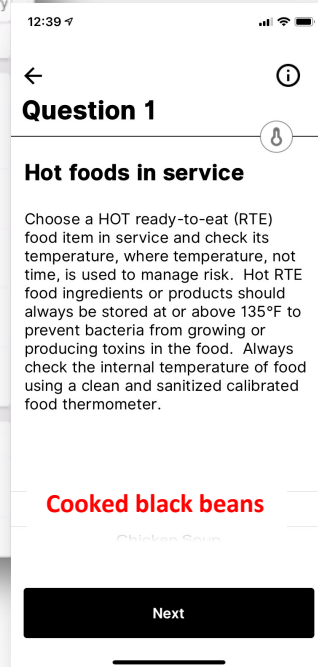 12:39
Question 1
Hot foods in service
Choose a HOT ready-to-eat (RTE)
food item in service and check its
temperature, where temperature, not
time, is used to manage risk.  Hot RTE
food ingredients or products should
always be stored at or above 135°F to
prevent bacteria from growing or
producing toxins in the food.  Always
check the internal temperature of food
using a clean and sanitized calibrated
food thermometer.
Cooked black beans
Chicken Soup
Next